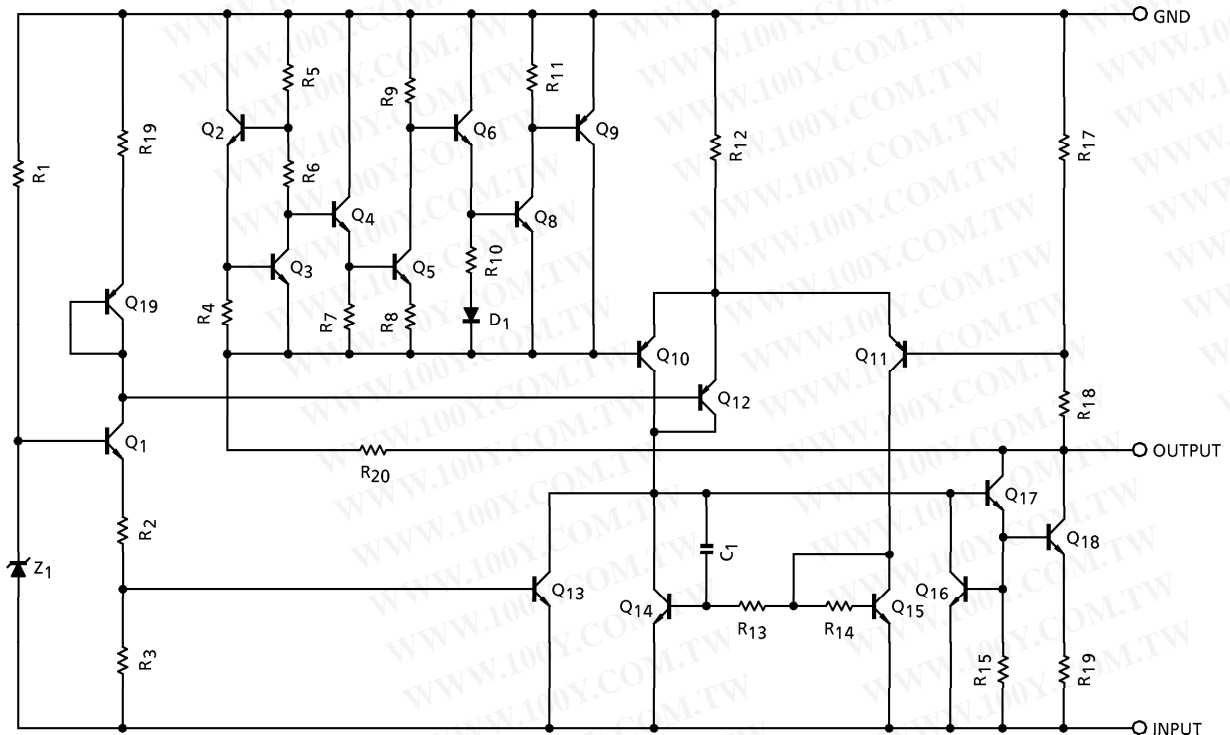 GND
R5
R11
R9
Q2
Q6
Q9
R19
R12
R17
R1
R6
Q4
Q8
R10
Q3
Q5
Q19
R4
R7
R8
D1
Q10
Q11
Q12
R18
Q1
OUTPUT
R20
Q17
R2
Q18
C1
Z1
Q13
Q14
Q15
Q16
R13
R14
R3
R15
R19
INPUT
WWW.100Y.COM.TW